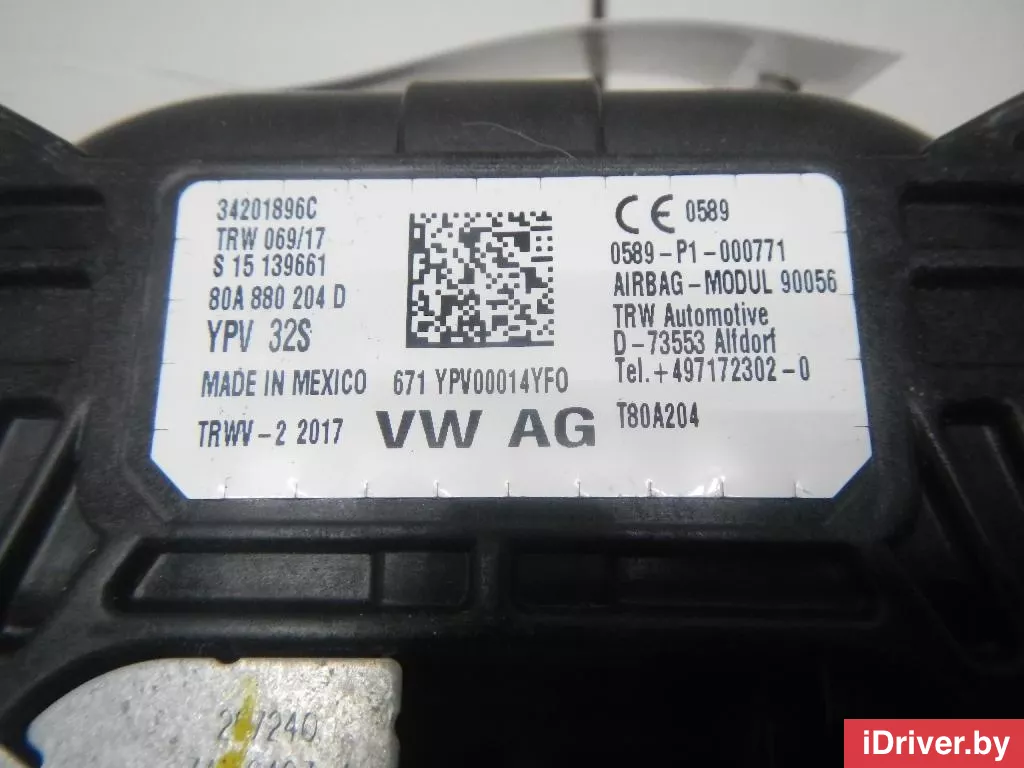 34201896C
TRW 069/17
S 15 139661
80A 880 204 D
YPV 32S
MADE IN MEXICO 671 YPV00014YFO
TRWV-2 2017 VW AG
CE 0589
0589-P1-000771
AIRBAG-MODUL 90056
TRW Automotive
D-73553 Alfdorf
Tel.+497172302-0
T80A204
iDriver.by